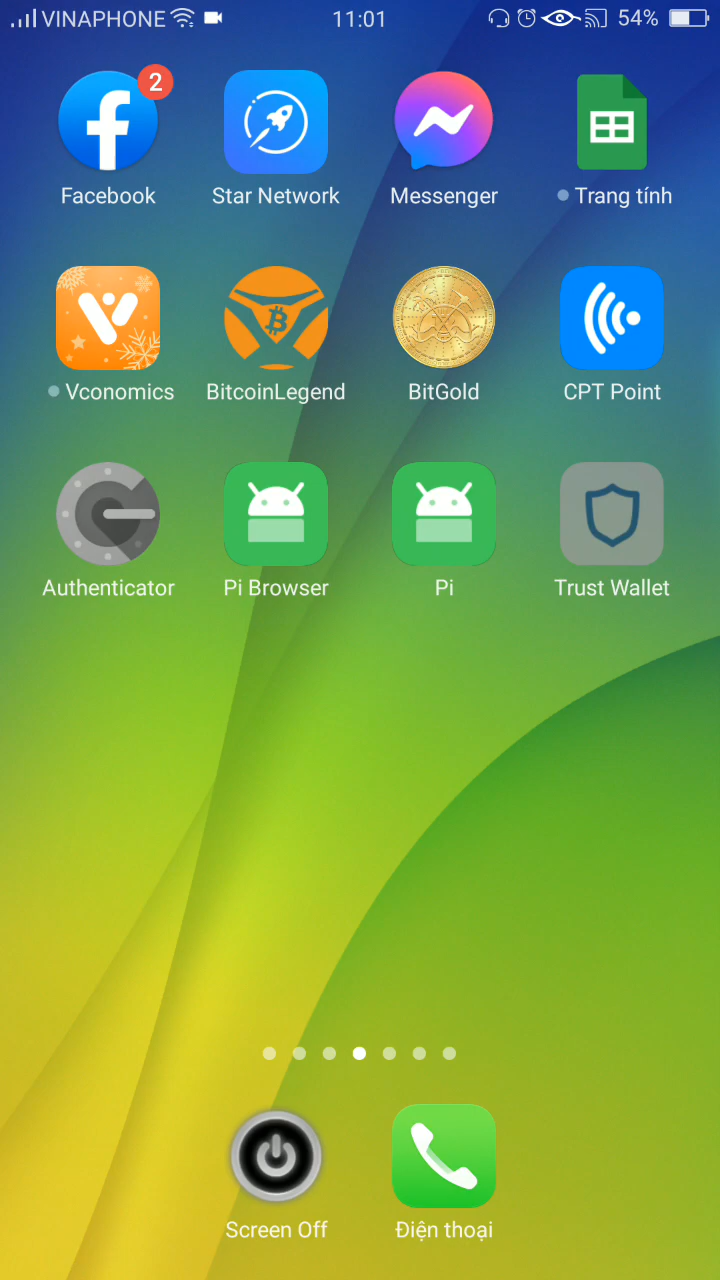 VINAPHONE 11:01 54%
2
Facebook Star Network Messenger Trang tính
Vconomics BitcoinLegend BitGold CPT Point
Authenticator Pi Browser Pi Trust Wallet
Screen Off Điện thoại